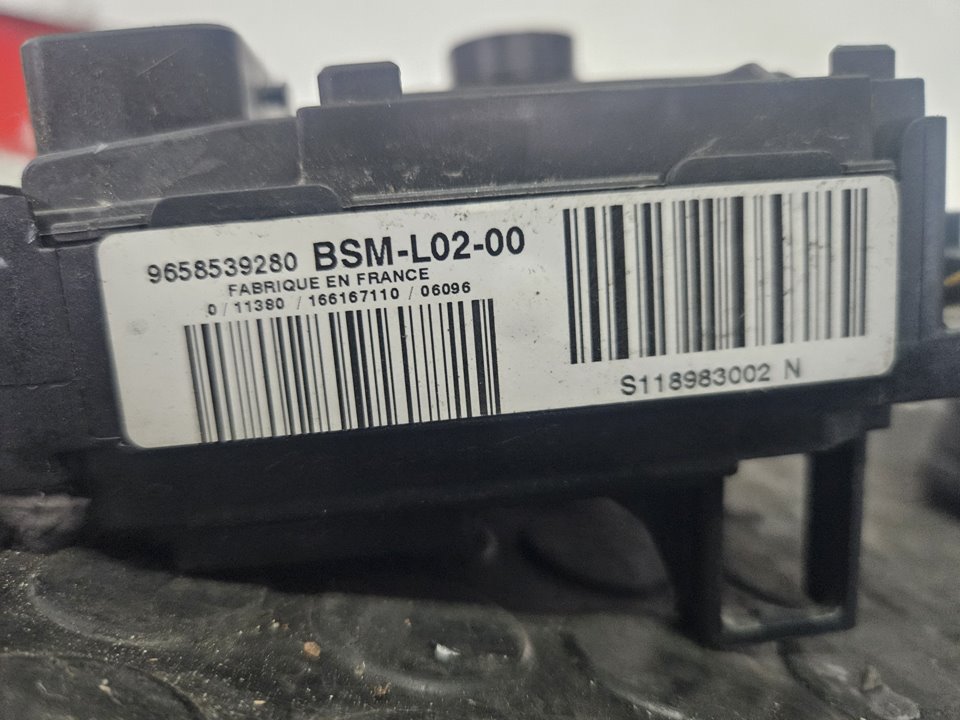 9658539280 BSM-L02-00
FABRIQUE EN FRANCE
0 / 11380 / 166167110 / 06096
S118983002 N